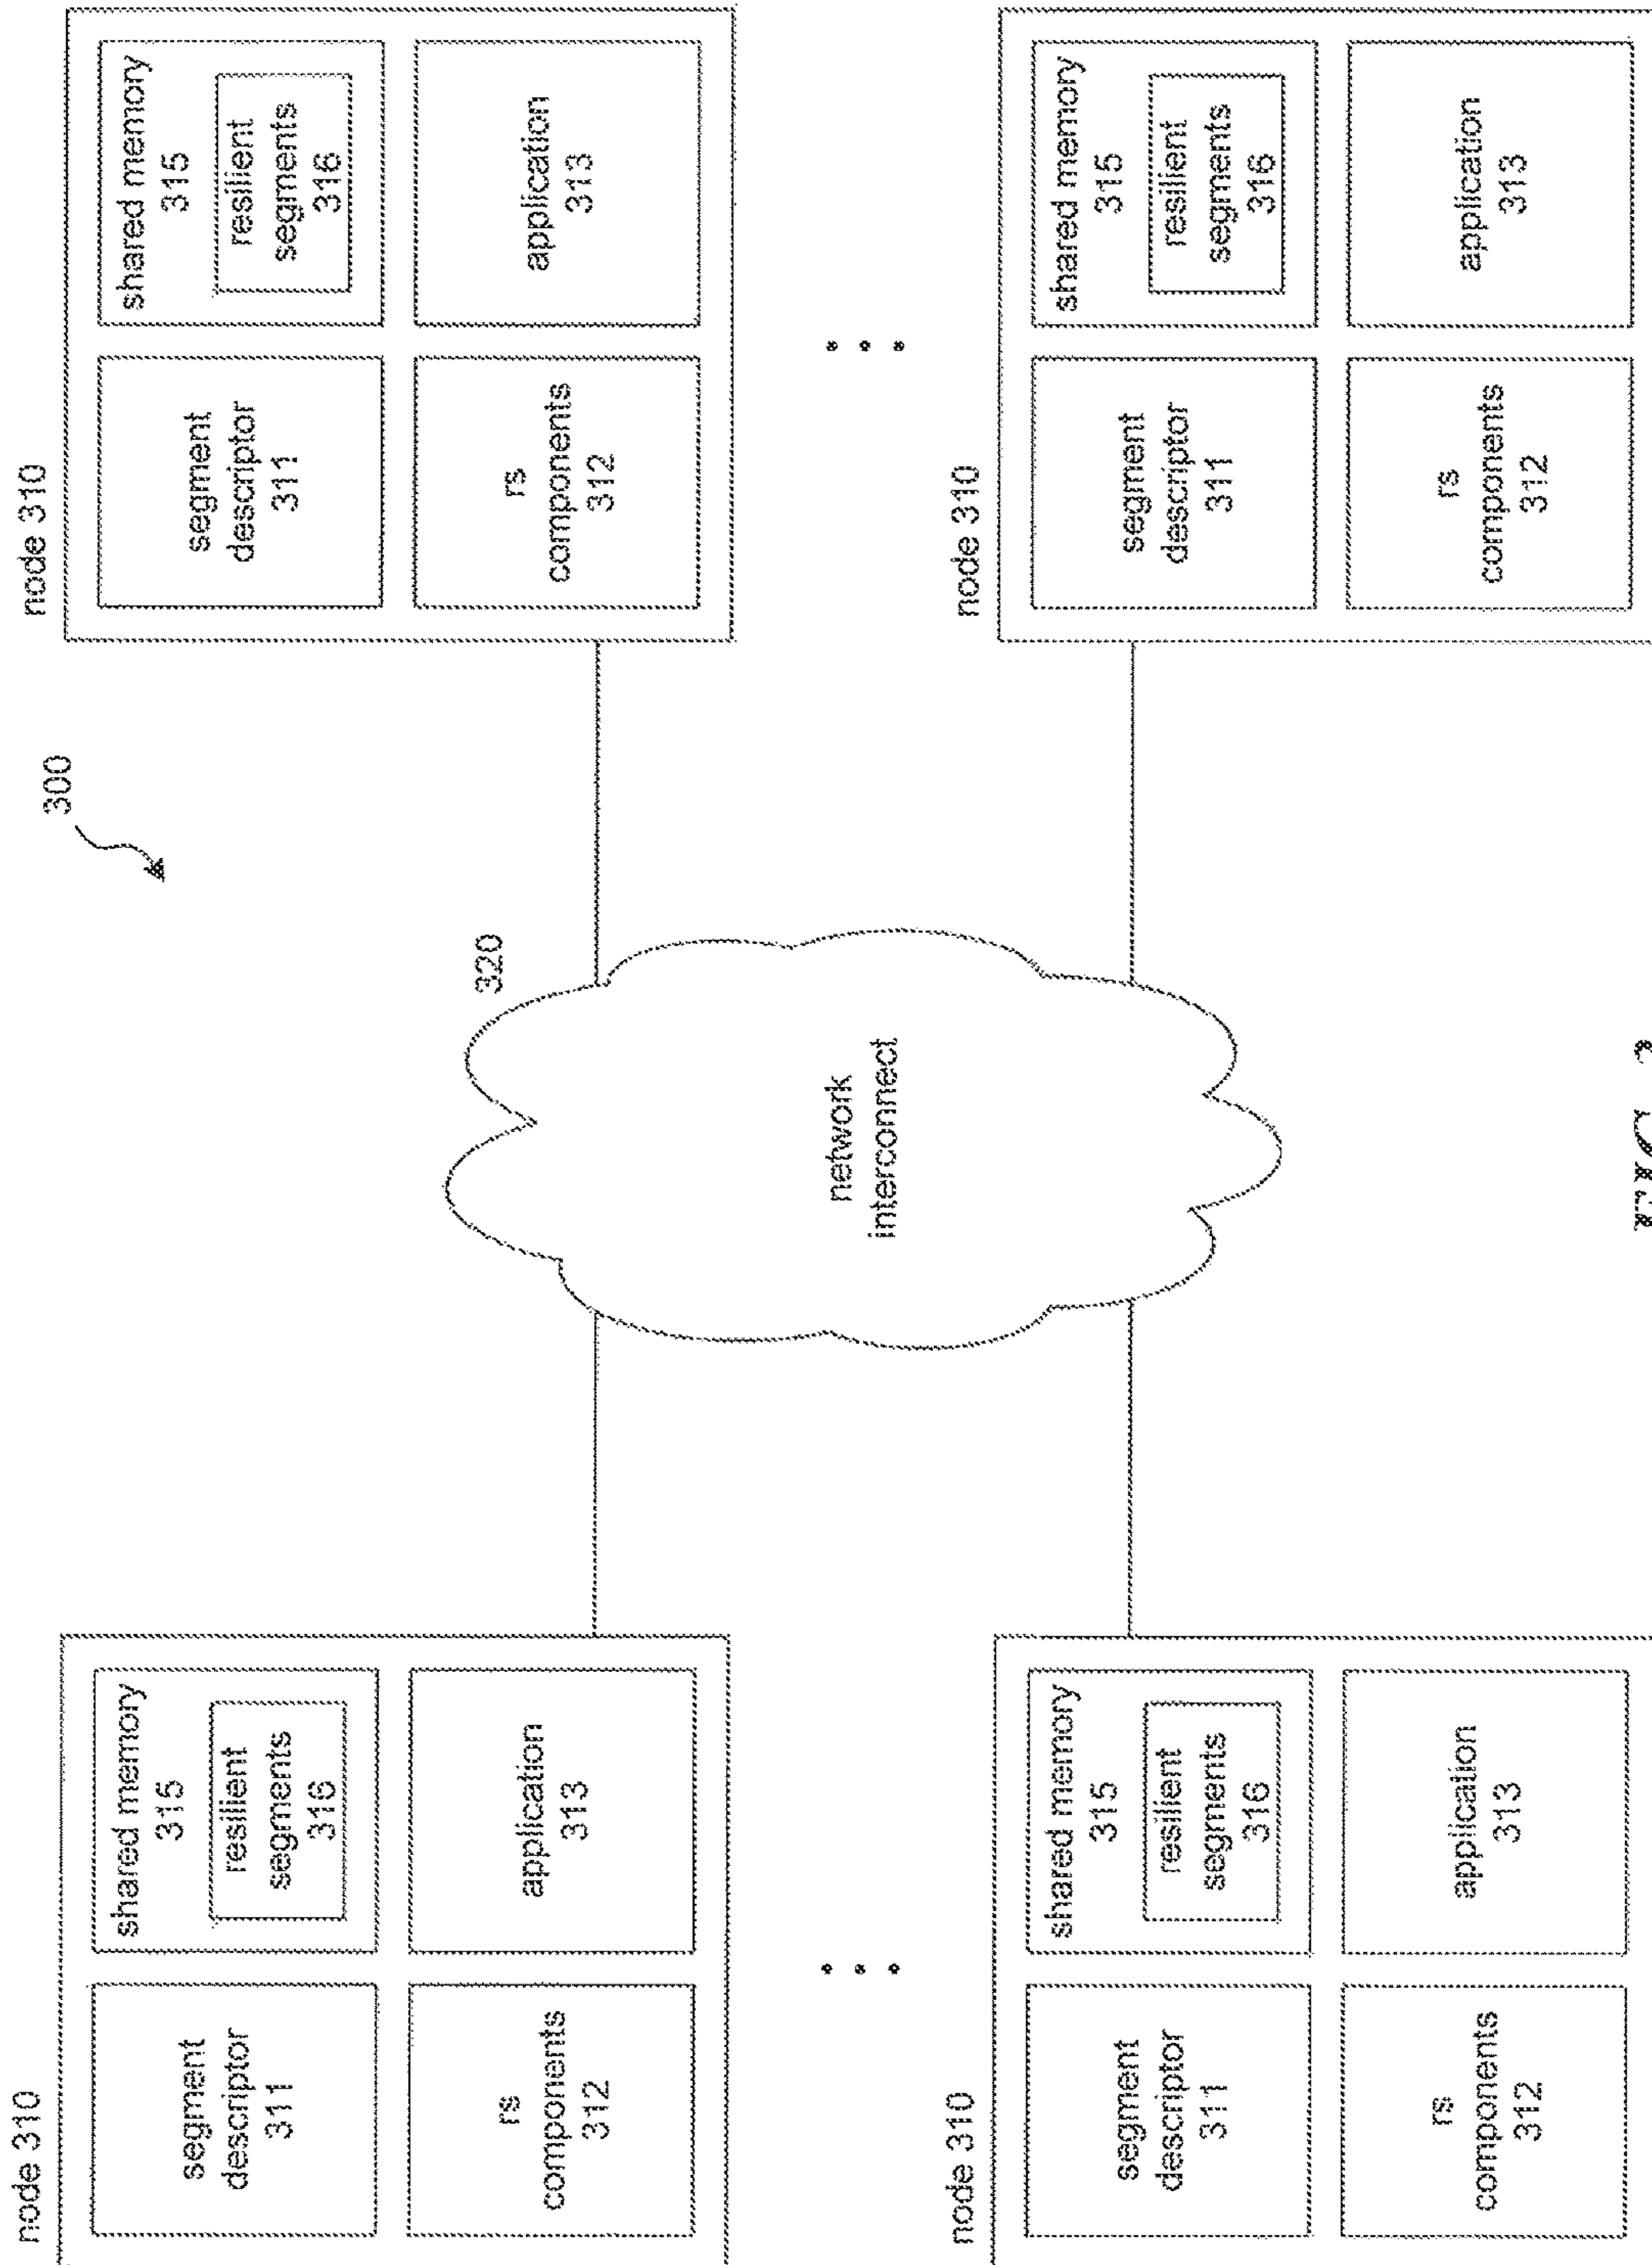 node 310
segment
descriptor
311
shared memory
315
resilient
segments
316
rs
components
312
application
313
300
node 310
segment
descriptor
311
shared memory
315
resilient
segments
316
rs
components
312
application
313
320
network
interconnect
node 310
segment
descriptor
311
shared memory
315
resilient
segments
316
rs
components
312
application
313
node 310
segment
descriptor
311
shared memory
315
resilient
segments
316
rs
components
312
application
313